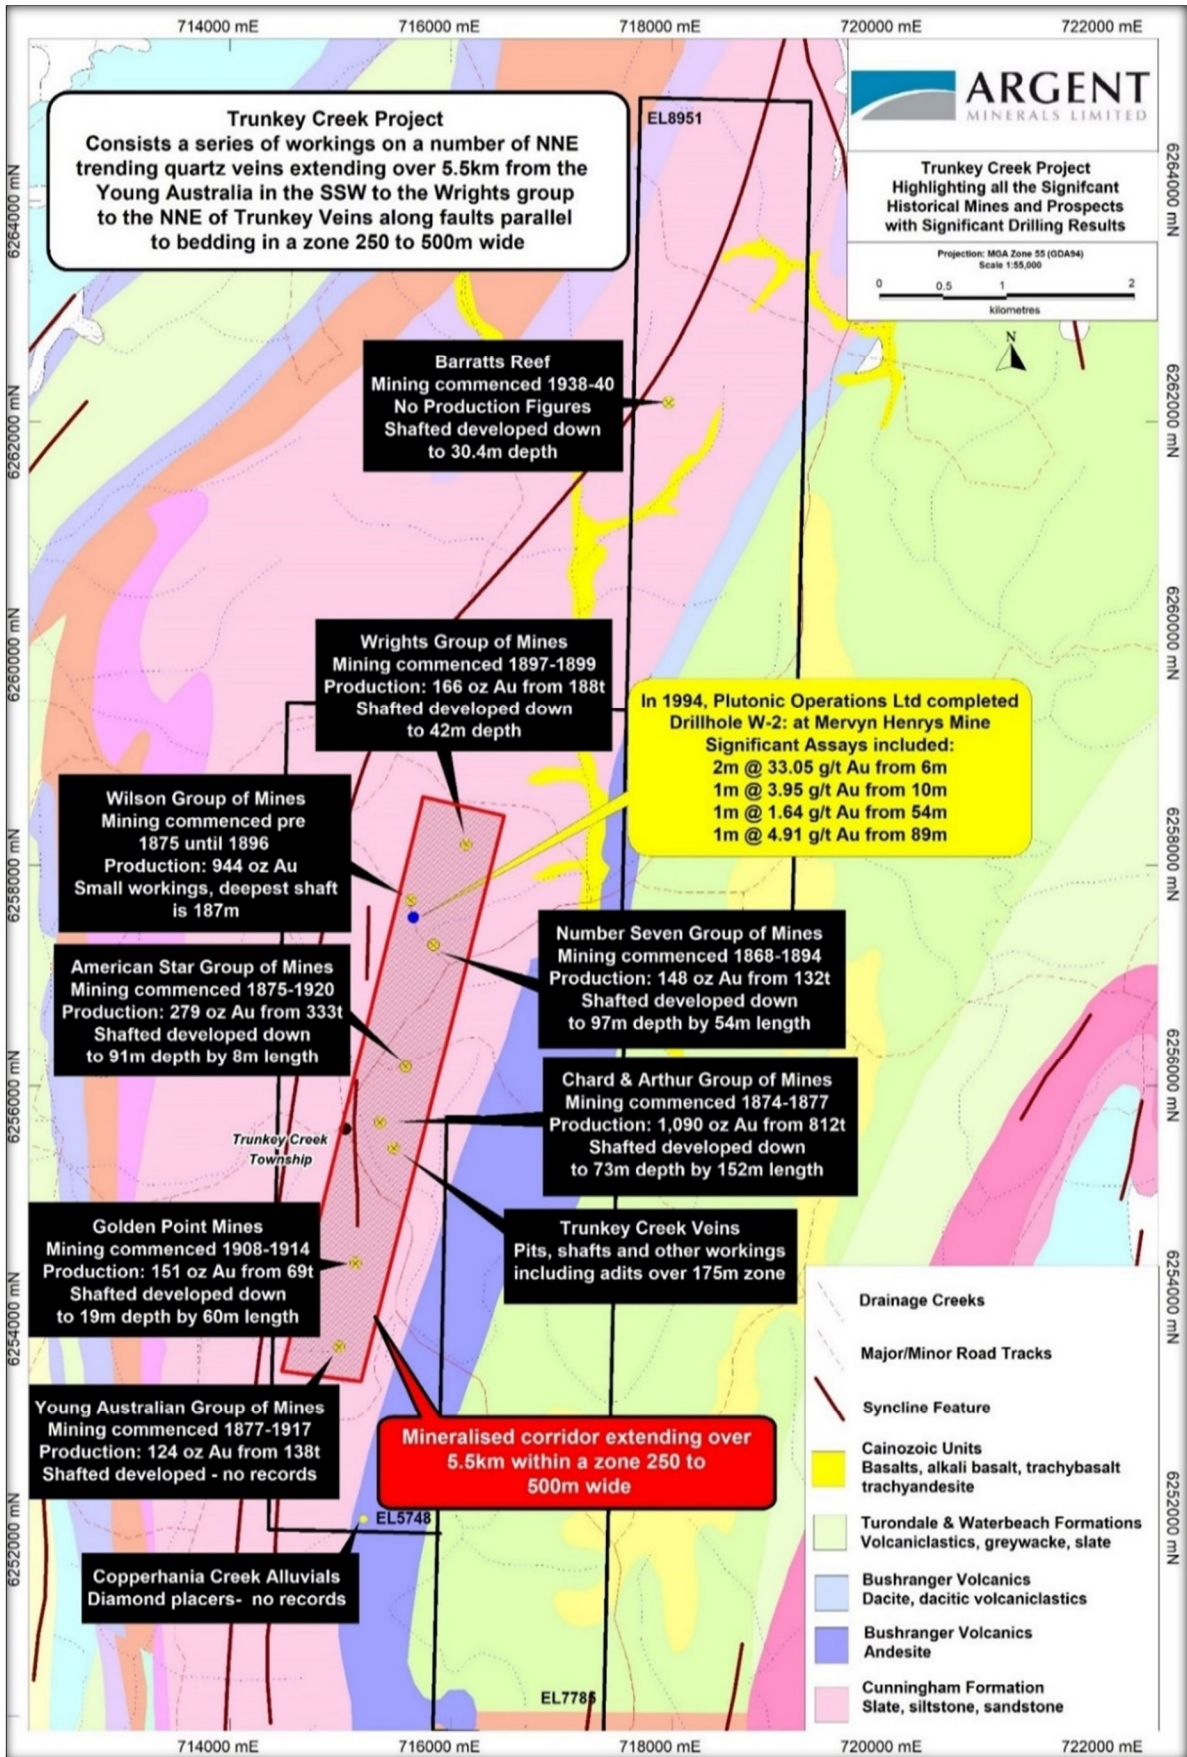 714000 mE
716000 mE
718000 mE
720000 mE
722000 mE
ARGENT
MINERALS LIMITED
Trunkey Creek Project
Highlighting all the Signifcant
Historical Mines and Prospects
with Significant Drilling Results
Projection: MGA Zone 55 (GDA94)
Scale 1:55,000
0
0.5
1
2
kilometres
N
Trunkey Creek Project
Consists a series of workings on a number of NNE
trending quartz veins extending over 5.5km from the
Young Australia in the SSW to the Wrights group
to the NNE of Trunkey Veins along faults parallel
to bedding in a zone 250 to 500m wide
EL8951
6264000 mN
6264000 mN
Barratts Reef
Mining commenced 1938-40
No Production Figures
Shafted developed down
to 30.4m depth
6262000 mN
6262000 mN
6260000 mN
6260000 mN
Wrights Group of Mines
Mining commenced 1897-1899
Production: 166 oz Au from 188t
Shafted developed down
to 42m depth
In 1994, Plutonic Operations Ltd completed
Drillhole W-2: at Mervyn Henrys Mine
Significant Assays included:
2m @ 33.05 g/t Au from 6m
1m @ 3.95 g/t Au from 10m
1m @ 1.64 g/t Au from 54m
1m @ 4.91 g/t Au from 89m
Wilson Group of Mines
Mining commenced pre
1875 until 1896
Production: 944 oz Au
Small workings, deepest shaft
is 187m
6258000 mN
6258000 mN
Number Seven Group of Mines
Mining commenced 1868-1894
Production: 148 oz Au from 132t
Shafted developed down
to 97m depth by 54m length
American Star Group of Mines
Mining commenced 1875-1920
Production: 279 oz Au from 333t
Shafted developed down
to 91m depth by 8m length
6256000 mN
6256000 mN
Chard & Arthur Group of Mines
Mining commenced 1874-1877
Production: 1,090 oz Au from 812t
Shafted developed down
to 73m depth by 152m length
Trunkey Creek
Township
Trunkey Creek Veins
Pits, shafts and other workings
including adits over 175m zone
Golden Point Mines
Mining commenced 1908-1914
Production: 151 oz Au from 69t
Shafted developed down
to 19m depth by 60m length
6254000 mN
6254000 mN
Young Australian Group of Mines
Mining commenced 1877-1917
Production: 124 oz Au from 138t
Shafted developed - no records
Mineralised corridor extending over
5.5km within a zone 250 to
500m wide
EL5748
6252000 mN
6252000 mN
Copperhania Creek Alluvials
Diamond placers- no records
EL7785
Drainage Creeks
Major/Minor Road Tracks
Syncline Feature
Cainozoic Units
Basalts, alkali basalt, trachybasalt
trachyandesite
Turondale & Waterbeach Formations
Volcaniclastics, greywacke, slate
Bushranger Volcanics
Dacite, dacitic volcaniclastics
Bushranger Volcanics
Andesite
Cunningham Formation
Slate, siltstone, sandstone
714000 mE
716000 mE
718000 mE
720000 mE
722000 mE